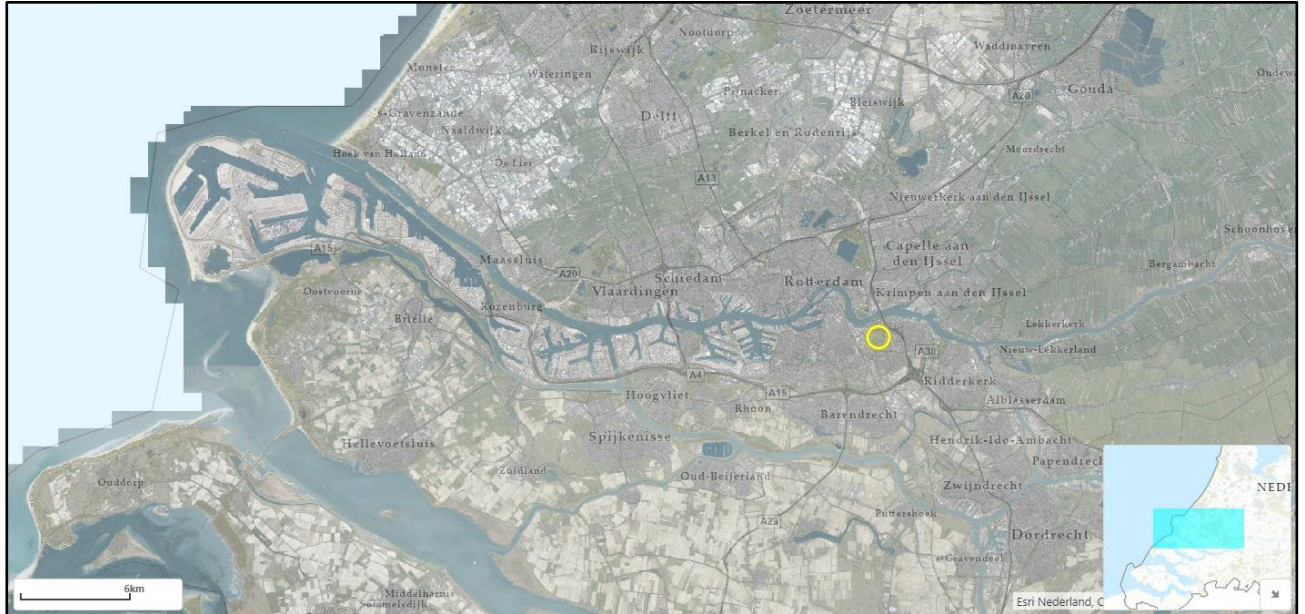 Zoetermeer
Nootdorp
Rijswijk
Waddinxveen
Monster
Wateringen
Oudewa
Pijnacker
A20
Gouda
Bleiswijk
s-Gravenzande
Delft
Naaldwijk
Berkel en Rodenrijs
Hoek van Holland
De Lier
Moordrecht
A13
Nieuwerkerk aan den IJssel
Schoonhoven
A15
Capelle aan
den IJssel
Maassluis
Bergambacht
A20
Schiedam
Rotterdam
Vlaardingen
Oostvoorne
Krimpen aan den IJssel
Rozenburg
Brielle
Lekkerkerk
Nieuw-Lekkerland
A38
A4
Ridderkerk
A15
Hoogvliet
Rhoon
Alblasserdam
Barendrecht
Spijkenisse
Hendrik-Ido-Ambacht
Hellevoetsluis
Papendrech
Zuidland
Oud-Beijerland
Ouddorp
Zwijndrecht
NEDE
Puttershoek
A29
Dordrecht
s-Gravendeel
6km
Middelharnis
Sommelsdijk
Esri Nederland, C